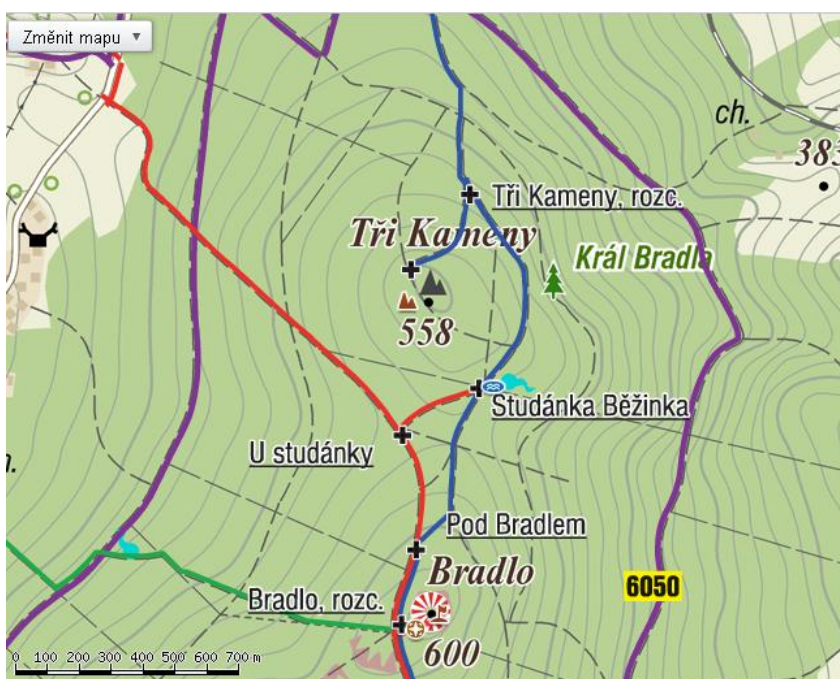 Změnit mapu
ch.
383
Tři Kameny, rozc.
Tři Kameny
Král Bradla
558
Studánka Běžinka
U studánky
h.
Pod Bradlem
Bradlo
Bradlo, rozc.
6050
600
0 100 200 300 400 500 600 700 m